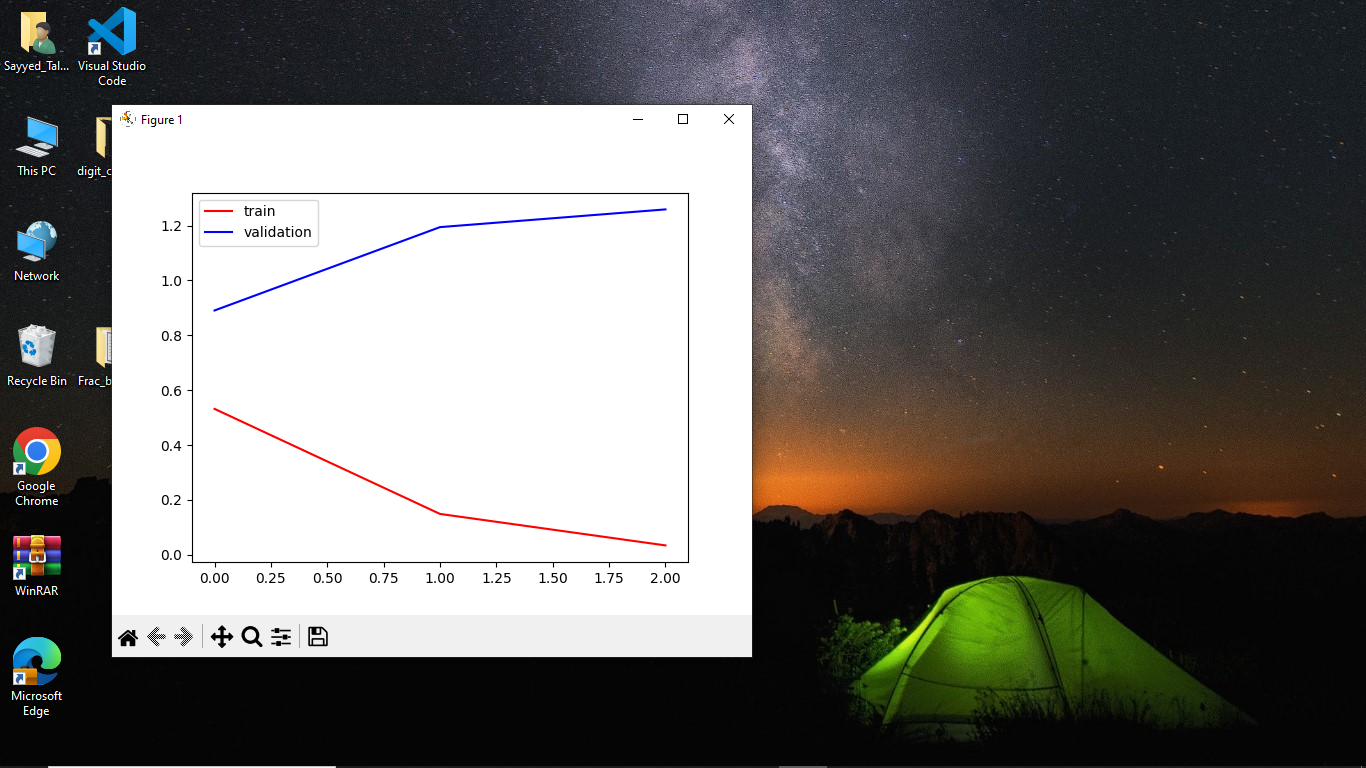 Sayyed_Tal...
Visual Studio
Code
This PC
digit_c
Network
Recycle Bin
Frac_b
Google
Chrome
WinRAR
Microsoft
Edge
Figure 1
train
validation
1.2
1.0
0.8
0.6
0.4
0.2
0.0
0.00 0.25 0.50 0.75 1.00 1.25 1.50 1.75 2.00